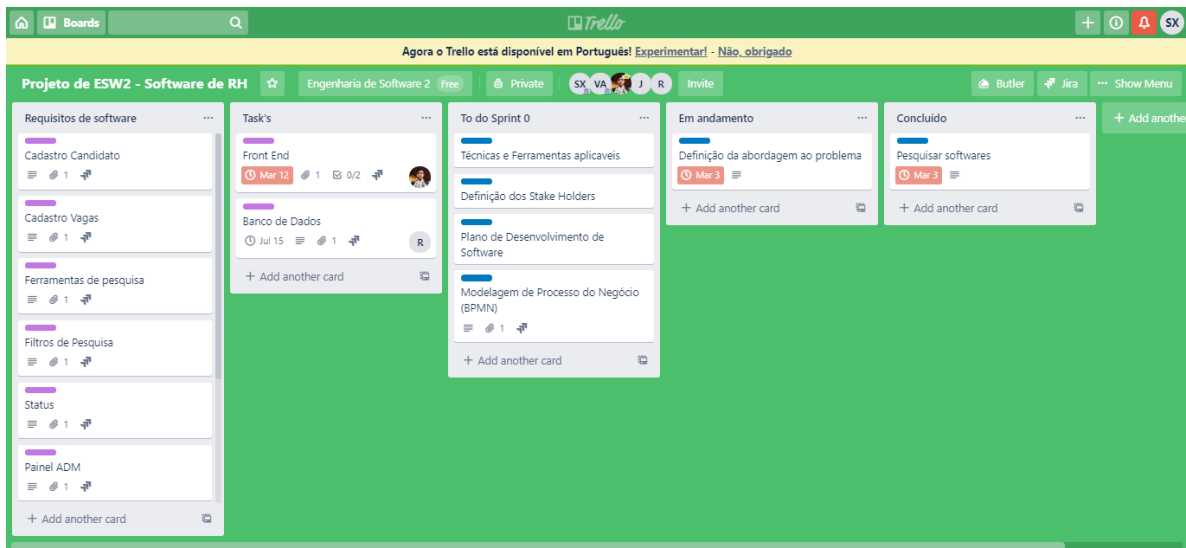 Boards
Trello
SX
Agora o Trello está disponível em Português! Experimentar! - Não, obrigado
Projeto de ESW2 - Software de RH
Engenharia de Software 2 Free
Private
SX VA J R
Invite
Butler
Jira
Show Menu
Requisitos de software
Cadastro Candidato
1
Cadastro Vagas
1
Ferramentas de pesquisa
1
Filtros de Pesquisa
1
Status
1
Painel ADM
1
+ Add another card
Task's
Front End
Mar 12 1 0/2
Banco de Dados
Jul 15 1 R
+ Add another card
To do Sprint 0
Técnicas e Ferramentas aplicaveis
Definição dos Stake Holders
Plano de Desenvolvimento de
Software
Modelagem de Processo do Negócio
(BPMN)
1
+ Add another card
Em andamento
Definição da abordagem ao problema
Mar 3
+ Add another card
Concluído
Pesquisar softwares
Mar 3
+ Add another card
+ Add anothe